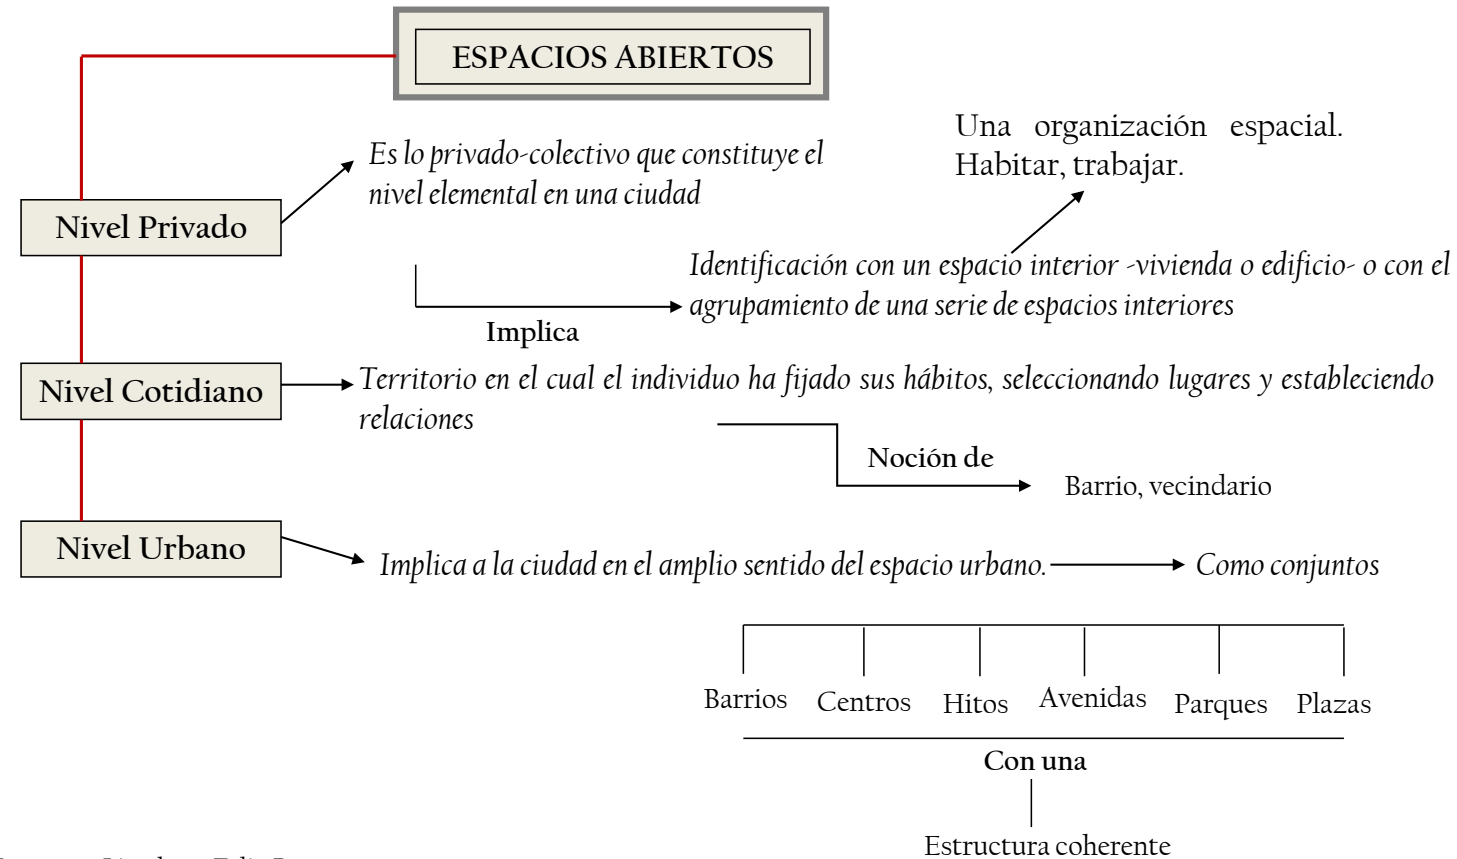 ESPACIOS ABIERTOS
Una organización espacial.
Habitar, trabajar.
Es lo privado-colectivo que constituye el
nivel elemental en una ciudad
Nivel Privado
Identificación con un espacio interior -vivienda o edificio- o con el
agrupamiento de una serie de espacios interiores
Implica
Nivel Cotidiano
Territorio en el cual el individuo ha fijado sus hábitos, seleccionando lugares y estableciendo
relaciones
Noción de
Barrio, vecindario
Nivel Urbano
Implica a la ciudad en el amplio sentido del espacio urbano.
Como conjuntos
Barrios Centros Hitos Avenidas Parques Plazas
Con una
Estructura coherente